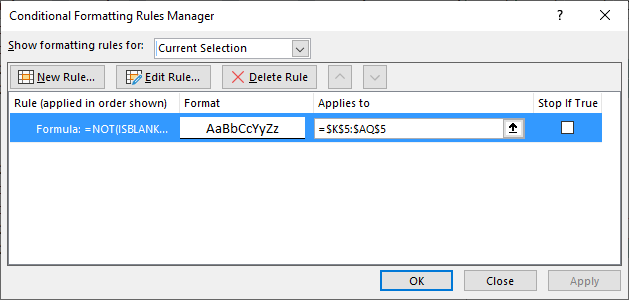 Conditional Formatting Rules Manager
Show formatting rules for: Current Selection
New Rule... Edit Rule... Delete Rule
Rule (applied in order shown) Format Applies to Stop If True
Formula: =NOT(ISBLANK... AaBbCcYyZz =$K$5:$AQ$5
OK Close Apply